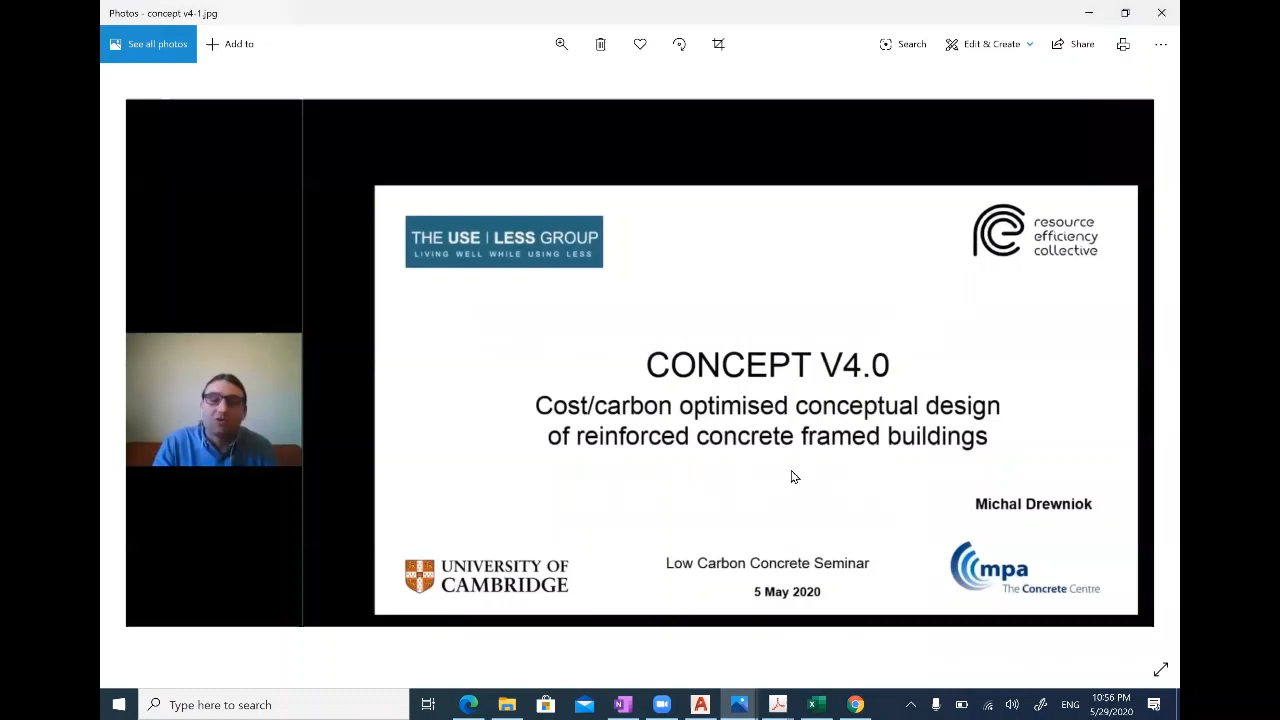 Photos - concept v4-1.jpg
See all photos
Add to
Search
Edit & Create
Share
THE USE | LESS GROUP
LIVING WELL WHILE USING LESS
resource
efficiency
collective
CONCEPT V4.0
Cost/carbon optimised conceptual design
of reinforced concrete framed buildings
Michal Drewniok
UNIVERSITY OF
CAMBRIDGE
Low Carbon Concrete Seminar
5 May 2020
mpa
The Concrete Centre
Type here to search
ENG
10:56 PM
5/29/2020